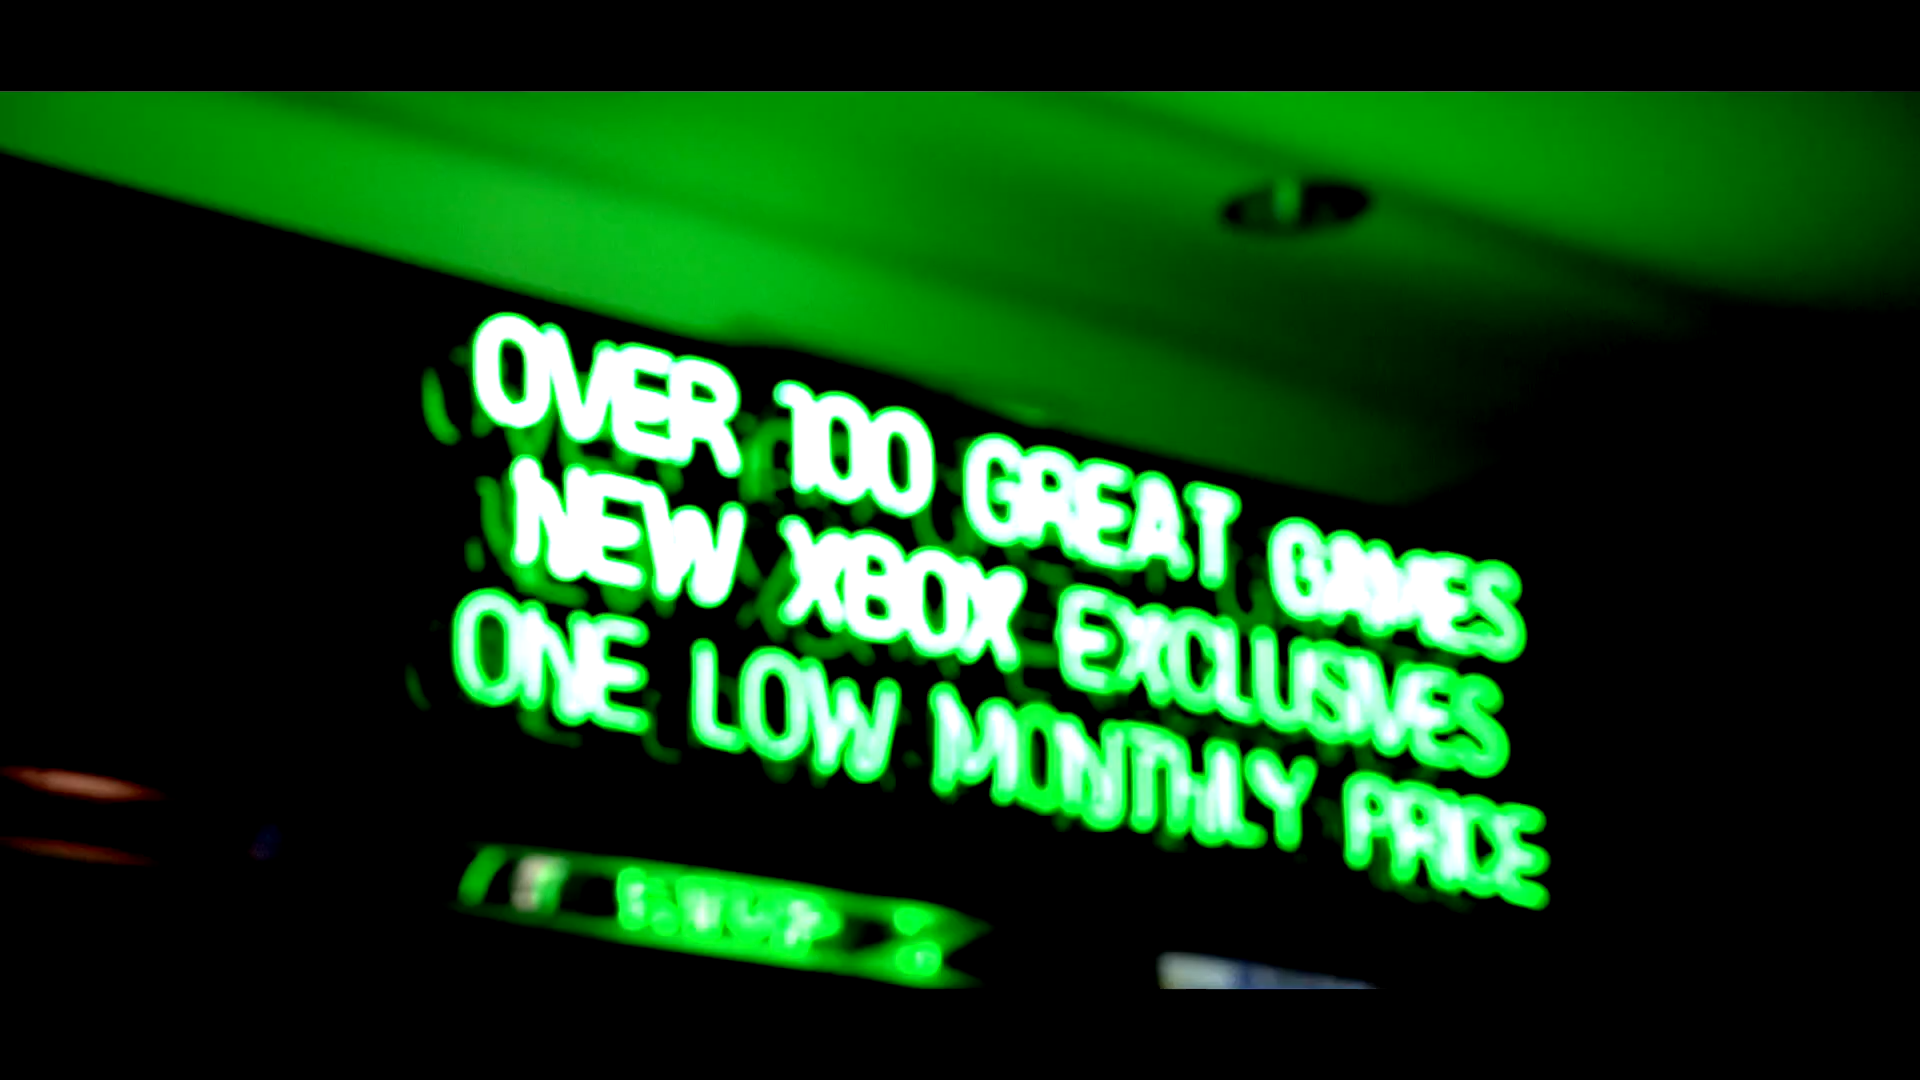 OVER 100 GREAT GAMES
NEW XBOX EXCLUSIVES
ONE LOW MONTHLY PRICE